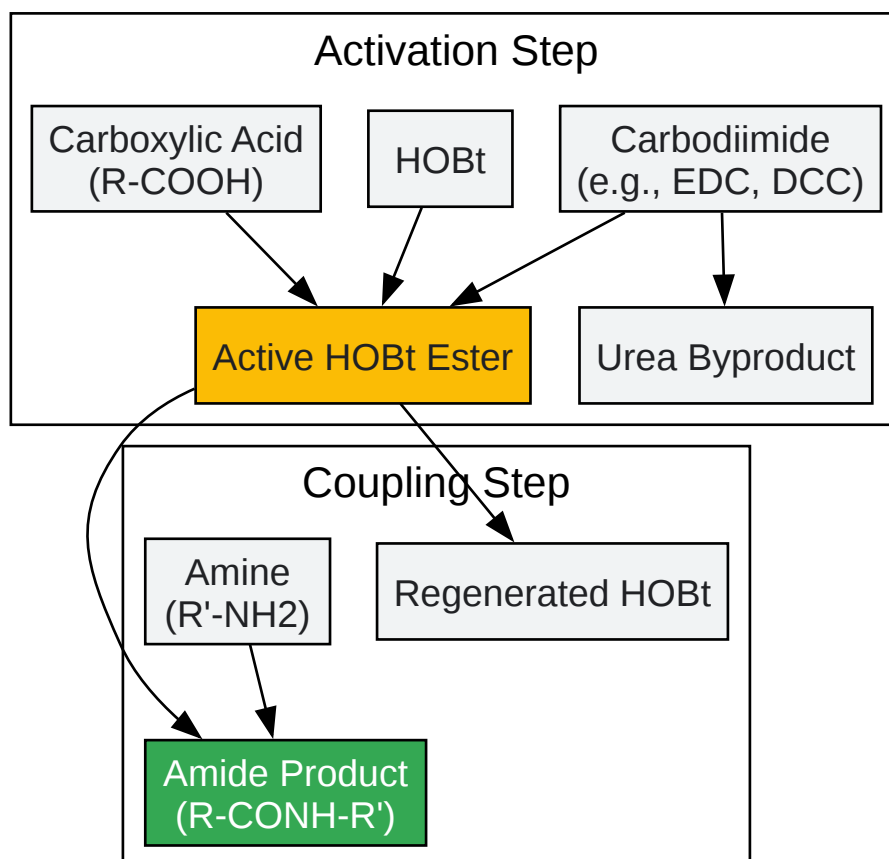 Activation Step
Carboxylic Acid
(R-COOH)
HOBt
Carbodiimide
(e.g., EDC, DCC)
Active HOBt Ester
Urea Byproduct
Coupling Step
Amine
(R'-NH2)
Regenerated HOBt
Amide Product
(R-CONH-R')